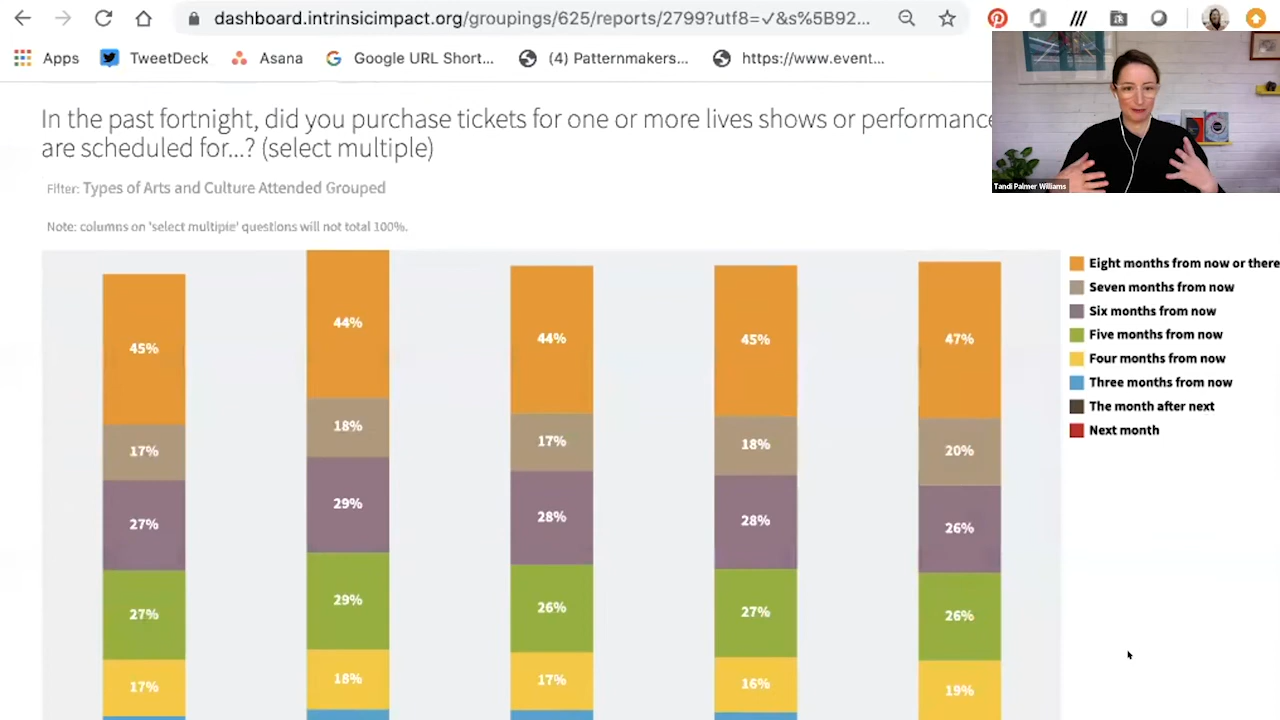 dashboard.intrinsicimpact.org/groupings/625/reports/2799?utf8=✓&s%5B92...
Apps TweetDeck Asana Google URL Short... (4) Patternmakers... https://www.event...
In the past fortnight, did you purchase tickets for one or more lives shows or performance
are scheduled for...? (select multiple)
Tandi Palmer Williams
Filter: Types of Arts and Culture Attended Grouped
Note: columns on 'select multiple' questions will not total 100%.
Eight months from now or there
Seven months from now
Six months from now
Five months from now
Four months from now
Three months from now
The month after next
Next month
45% 44% 44% 45% 47%
17% 18% 17% 18% 20%
27% 29% 28% 28% 26%
27% 29% 26% 27% 26%
17% 18% 17% 16% 19%